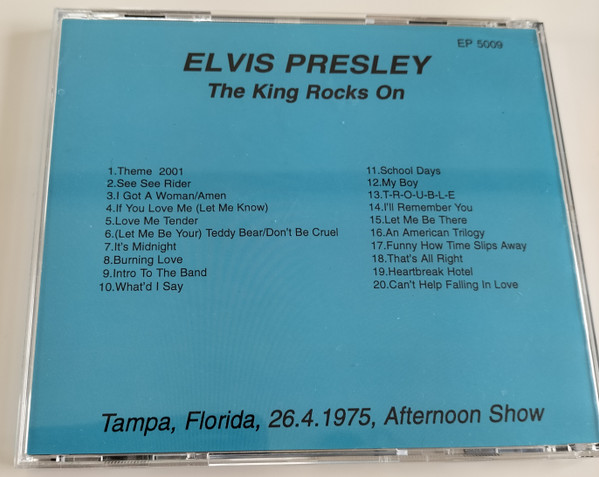 EP 5009
ELVIS PRESLEY
The King Rocks On
1.Theme 2001
2.See See Rider
3.I Got A Woman/Amen
4.If You Love Me (Let Me Know)
5.Love Me Tender
6.(Let Me Be Your) Teddy Bear/Don't Be Cruel
7.It's Midnight
8.Burning Love
9.Intro To The Band
10.What'd I Say
11.School Days
12.My Boy
13.T-R-O-U-B-L-E
14.I'll Remember You
15.Let Me Be There
16.An American Trilogy
17.Funny How Time Slips Away
18.That's All Right
19.Heartbreak Hotel
20.Can't Help Falling In Love
Tampa, Florida, 26.4.1975, Afternoon Show